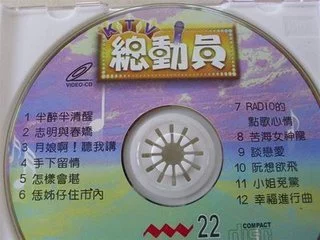 KTV
總動員
VIDEO-CD
1 半醉半清醒
2 志明與春嬌
3 月娘啊!聽我講
4 手下留情
5 怎樣會堪
6 恁姊仔住市內
7 RADIO的
點歌心情
8 苦海女神龍
9 談戀愛
10 阮想欲飛
11 小姐免驚
12 幸福進行曲
22
COMPACT